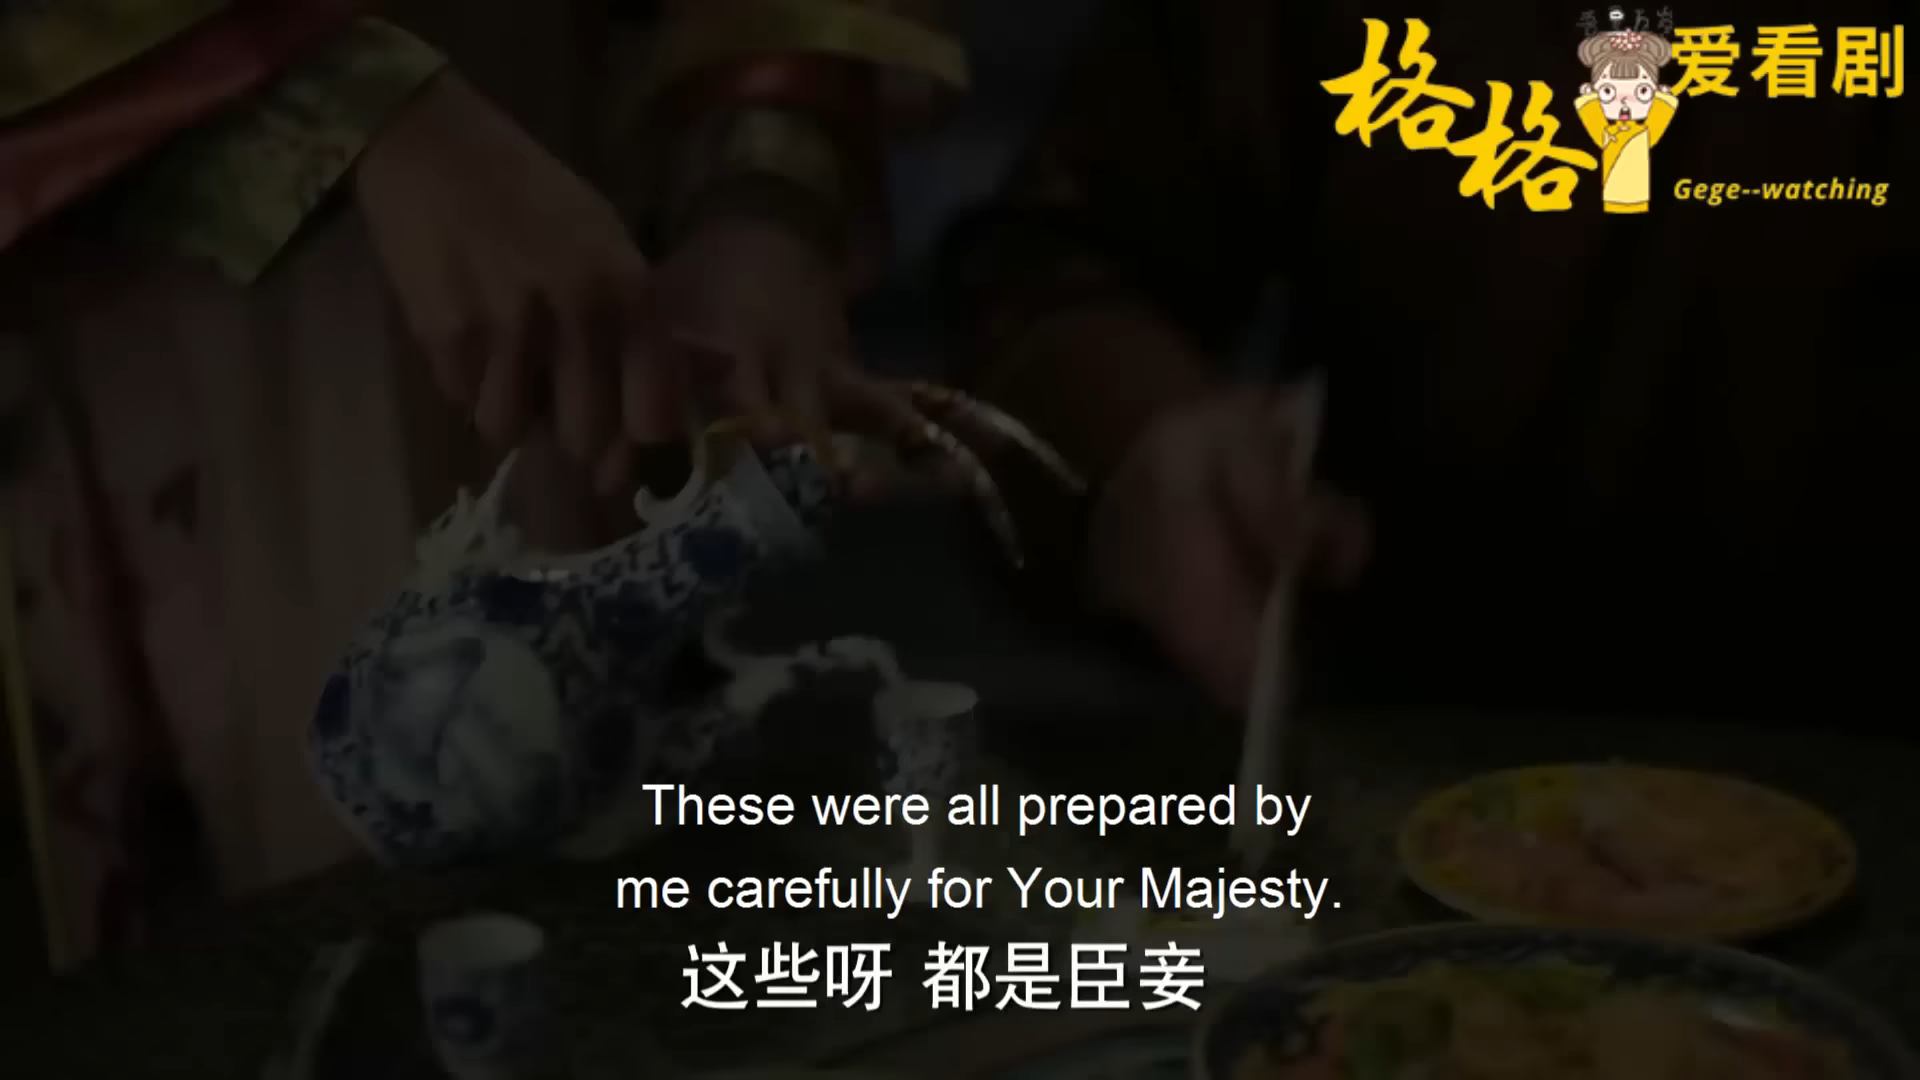 格格
爱看剧
Gege--watching
These were all prepared by
me carefully for Your Majesty.
这些呀 都是臣妾